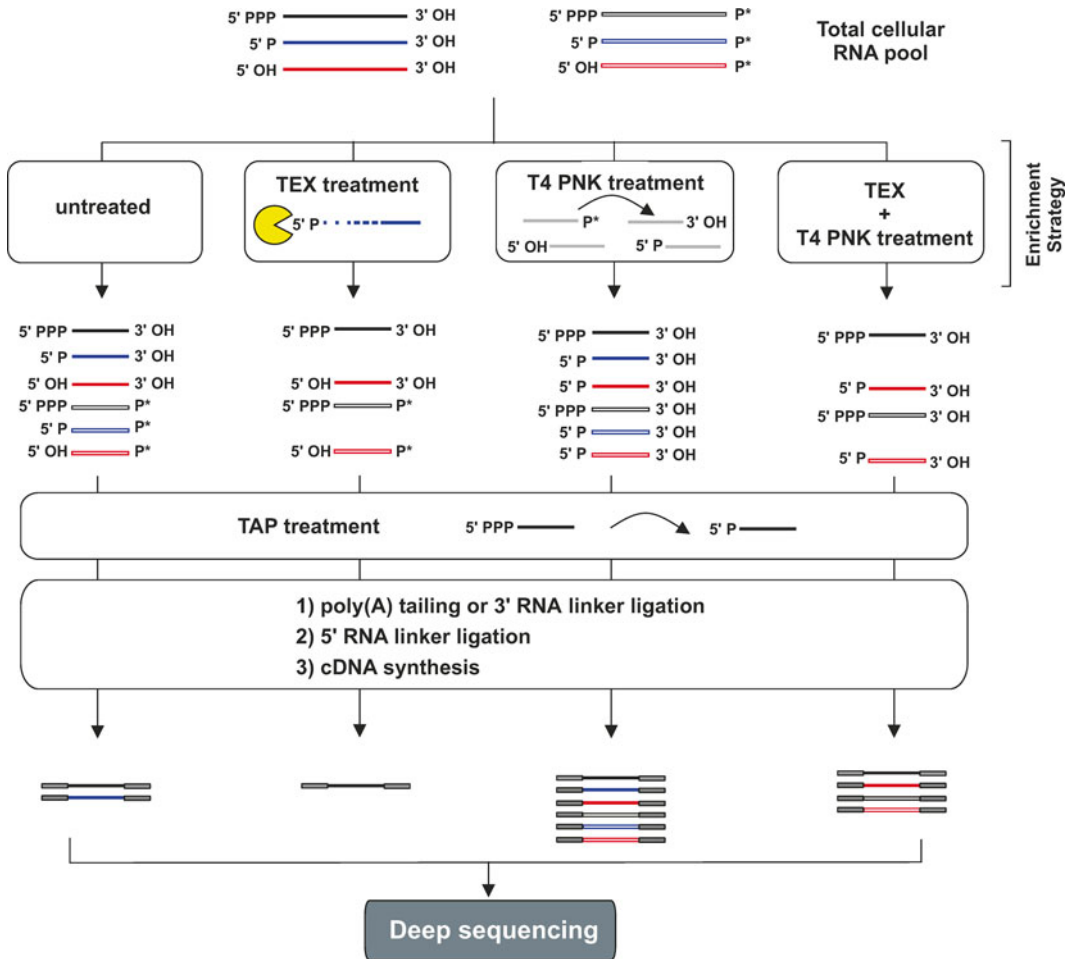 5' PPP 3' OH 5' PPP P*
5' P 3' OH 5' P P*
5' OH 3' OH 5' OH P*
Total cellular
RNA pool
untreated
TEX treatment
5' P
T4 PNK treatment
P* 3' OH
5' OH 5' P
TEX
+
T4 PNK treatment
Enrichment
Strategy
5' PPP 3' OH
5' P 3' OH
5' OH 3' OH
5' PPP P*
5' P P*
5' OH P*
5' PPP 3' OH
5' OH 3' OH
5' PPP P*
5' OH P*
5' PPP 3' OH
5' P 3' OH
5' P 3' OH
5' PPP 3' OH
5' P 3' OH
5' P 3' OH
5' PPP 3' OH
5' P 3' OH
5' PPP 3' OH
5' P 3' OH
TAP treatment 5' PPP 5' P
1) poly(A) tailing or 3' RNA linker ligation
2) 5' RNA linker ligation
3) cDNA synthesis
Deep sequencing